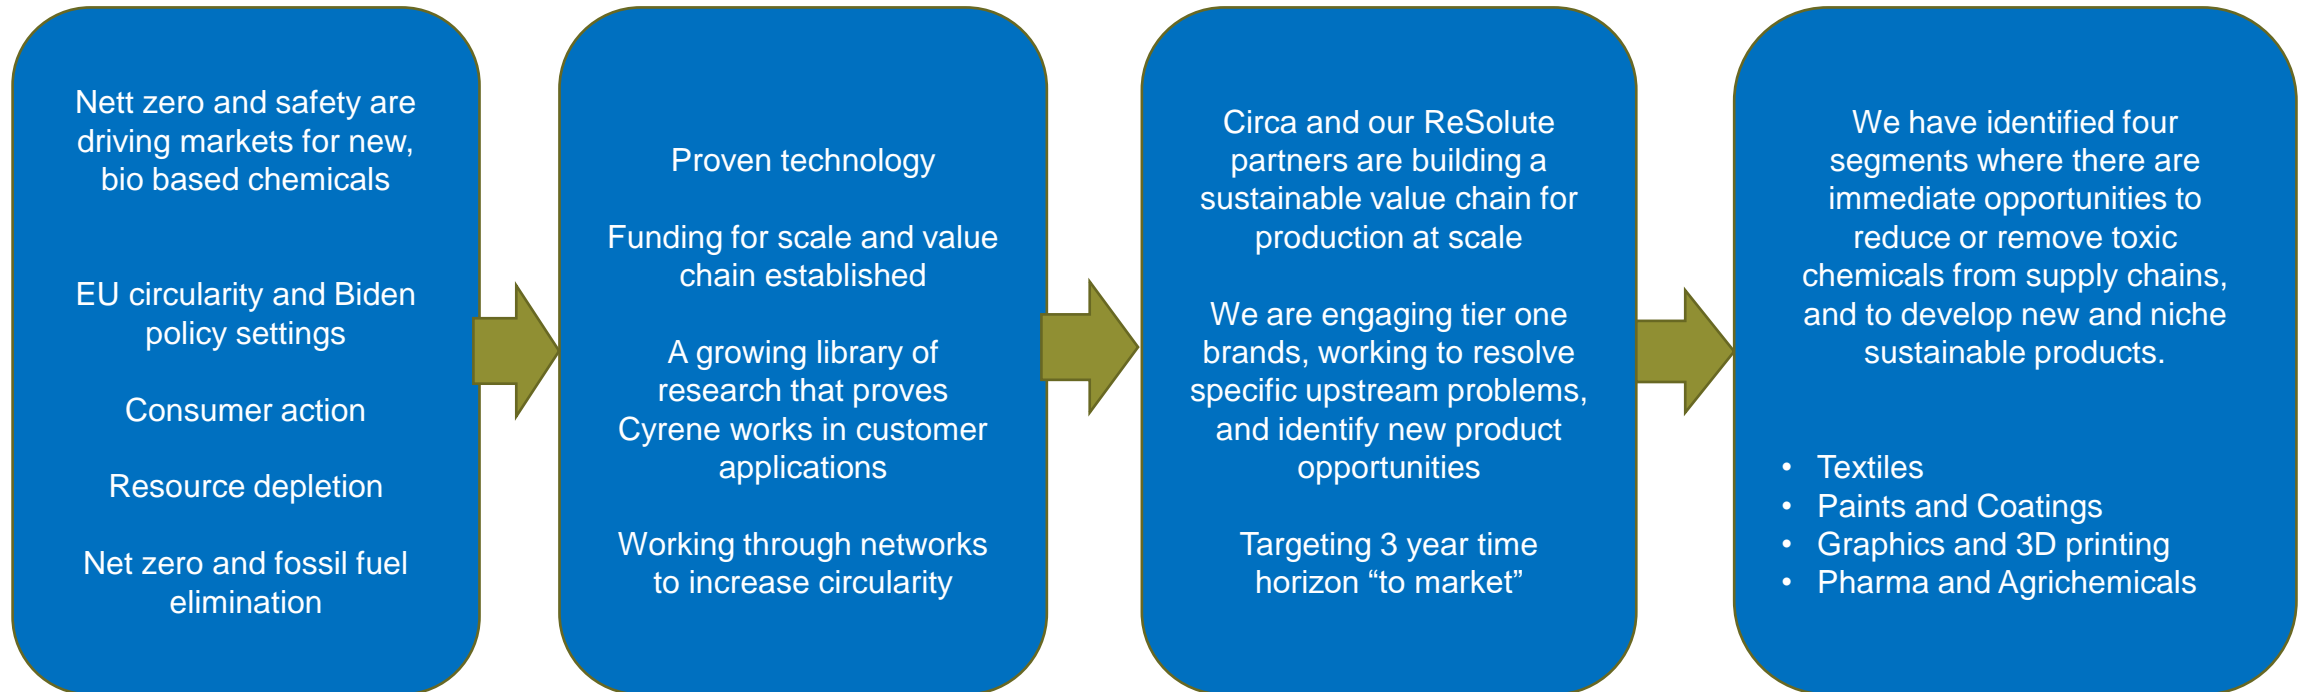 Nett zero and safety are
driving markets for new,
bio based chemicals
EU circularity and Biden
policy settings
Consumer action
Resource depletion
Net zero and fossil fuel
elimination
Proven technology
Funding for scale and value
chain established
A growing library of
research that proves
Cyrene works in customer
applications
Working through networks
to increase circularity
Circa and our ReSolute
partners are building a
sustainable value chain for
production at scale
We are engaging tier one
brands, working to resolve
specific upstream problems,
and identify new product
opportunities
Targeting 3 year time
horizon “to market”
We have identified four
segments where there are
immediate opportunities to
reduce or remove toxic
chemicals from supply chains,
and to develop new and niche
sustainable products.
• Textiles
• Paints and Coatings
• Graphics and 3D printing
• Pharma and Agrichemicals